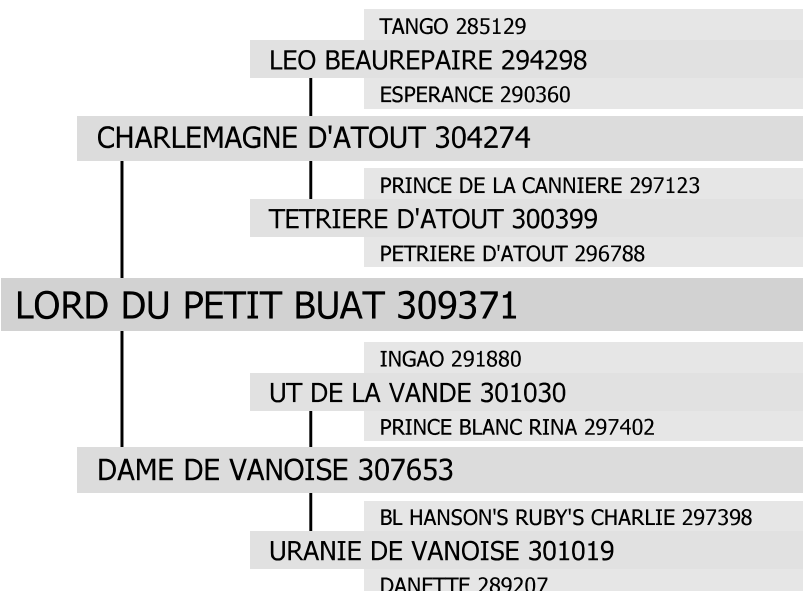 TANGO 285129
LEO BEAUREPAIRE 294298
ESPERANCE 290360
CHARLEMAGNE D'ATOUT 304274
PRINCE DE LA CANNIERE 297123
TETRIERE D'ATOUT 300399
PETRIERE D'ATOUT 296788
LORD DU PETIT BUAT 309371
INGAO 291880
UT DE LA VANDE 301030
PRINCE BLANC RINA 297402
DAME DE VANOISE 307653
BL HANSON'S RUBY'S CHARLIE 297398
URANIE DE VANOISE 301019
DANETTE 289207